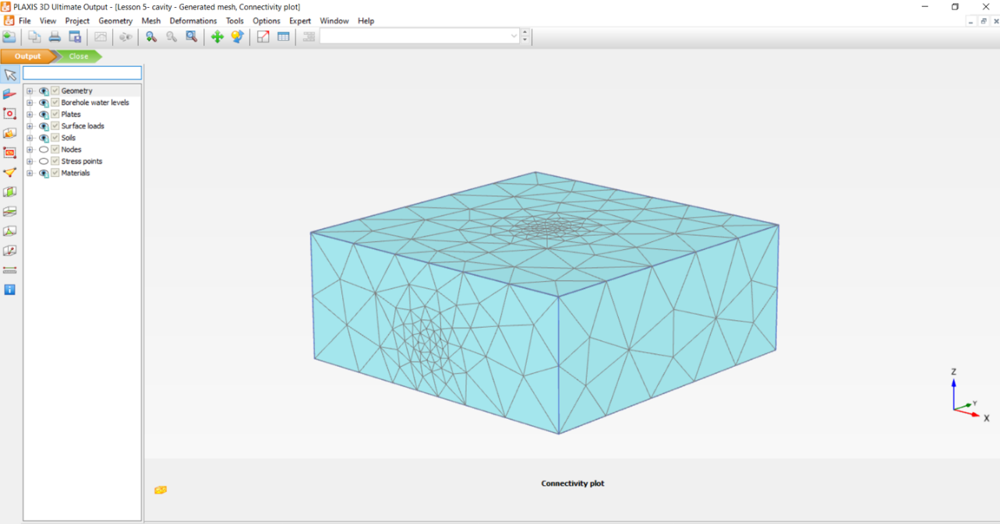 PLAXIS 3D Ultimate Output - [Lesson 5- cavity - Generated mesh, Connectivity plot]
File View Project Geometry Mesh Deformations Tools Options Expert Window Help
Output Close
Geometry
Borehole water levels
Plates
Surface loads
Soils
Nodes
Stress points
Materials
Z
Y
X
Connectivity plot